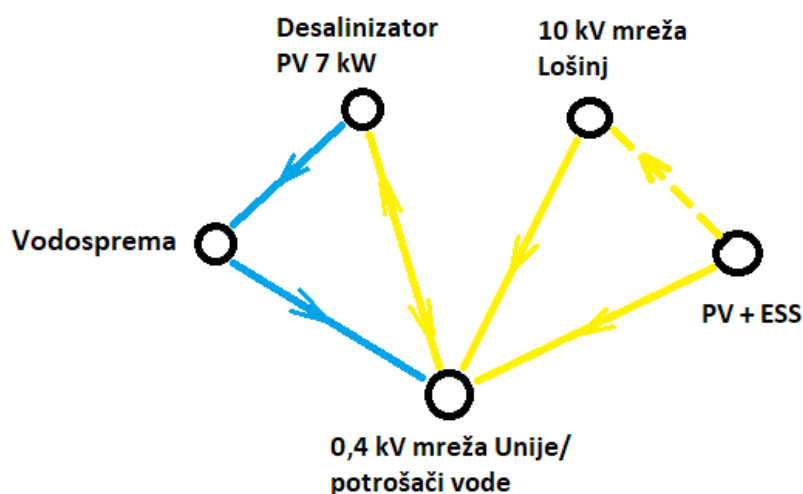 Desalinizator
PV 7 kW
10 kV mreža
Lošinj
Vodosprema
PV + ESS
0,4 kV mreža Unije/
potrošači vode